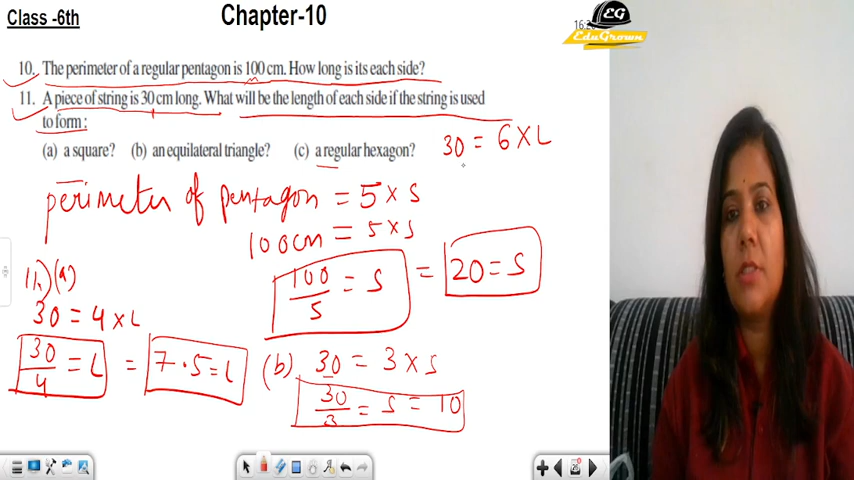 Class -6th
Chapter-10
EG
EduGrown
10. The perimeter of a regular pentagon is 100 cm. How long is its each side?
11. A piece of string is 30 cm long. What will be the length of each side if the string is used
to form :
(a) a square? (b) an equilateral triangle? (c) a regular hexagon?
30 = 6 X L
perimeter of pentagon = 5 X S
100cm = 5 X S
100/5 = S = 20 = S
11) (a)
30 = 4 X L
30/4 = L = 7.5 = L
(b) 30 = 3 X S
30/3 = S = 10